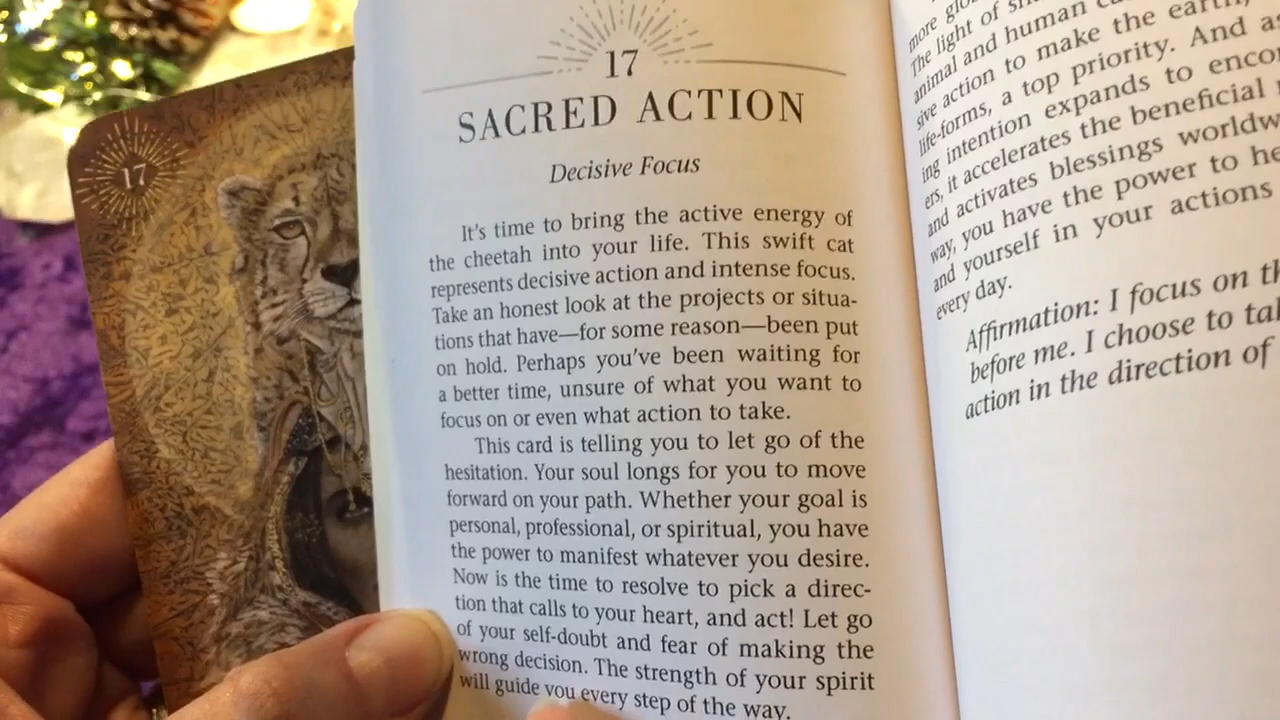 17
17
SACRED ACTION
Decisive Focus
It's time to bring the active energy of
the cheetah into your life. This swift cat
represents decisive action and intense focus.
Take an honest look at the projects or situa-
tions that have—for some reason—been put
on hold. Perhaps you've been waiting for
a better time, unsure of what you want to
focus on or even what action to take.
This card is telling you to let go of the
hesitation. Your soul longs for you to move
forward on your path. Whether your goal is
personal, professional, or spiritual, you have
the power to manifest whatever you desire.
Now is the time to resolve to pick a direc-
tion that calls to your heart, and act! Let go
of your self-doubt and fear of making the
wrong decision. The strength of your spirit
will guide you every step of the way.
more
The light of
animal and human
sive action to make the earth,
life-forms, a top priority. And
ing intention expands to
ers, it accelerates the beneficial
and activates blessings
way, you have the power to
and yourself in your actions
every day.
Affirmation: I focus on
before me. I choose to
action in the direction of